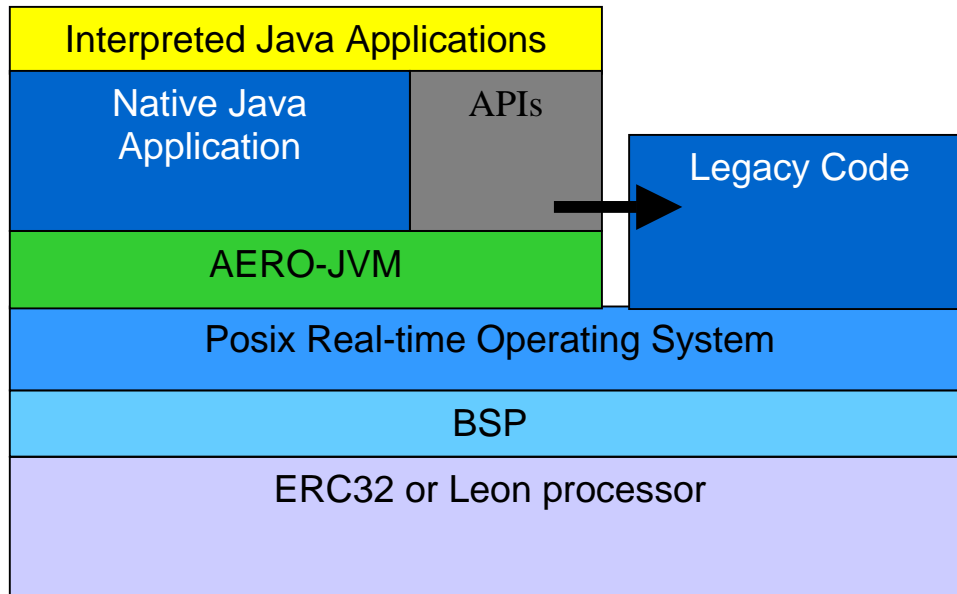 Interpreted Java Applications
Native Java
Application
APIs
Legacy Code
AERO-JVM
Posix Real-time Operating System
BSP
ERC32 or Leon processor